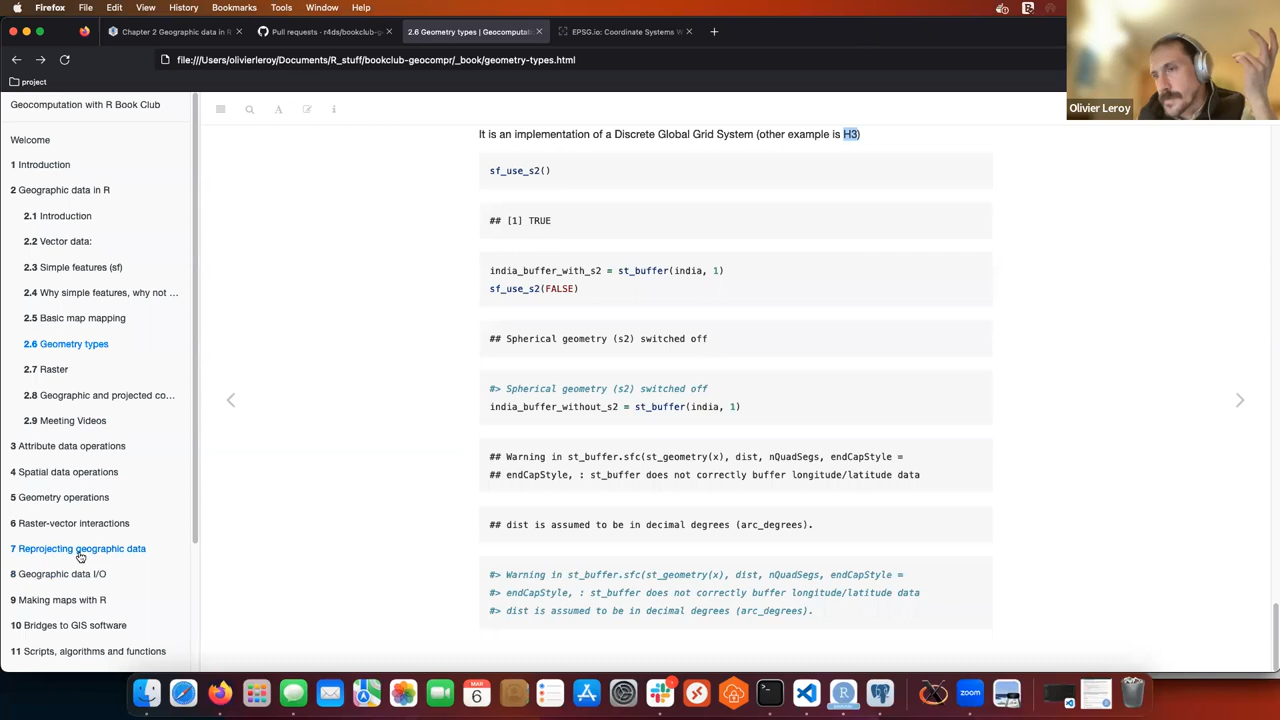 Firefox File Edit View History Bookmarks Tools Window Help
Chapter 2 Geographic data in R
Pull requests · r4ds/bookclub-g
2.6 Geometry types | Geocomputat
EPSG.io: Coordinate Systems W
file:///Users/olivierleroy/Documents/R_stuff/bookclub-geocompr/_book/geometry-types.html
project
Olivier Leroy
Geocomputation with R Book Club
Welcome
1 Introduction
2 Geographic data in R
2.1 Introduction
2.2 Vector data:
2.3 Simple features (sf)
2.4 Why simple features, why not ...
2.5 Basic map mapping
2.6 Geometry types
2.7 Raster
2.8 Geographic and projected co...
2.9 Meeting Videos
3 Attribute data operations
4 Spatial data operations
5 Geometry operations
6 Raster-vector interactions
7 Reprojecting geographic data
8 Geographic data I/O
9 Making maps with R
10 Bridges to GIS software
11 Scripts, algorithms and functions
It is an implementation of a Discrete Global Grid System (other example is H3)
sf_use_s2()
## [1] TRUE
india_buffer_with_s2 = st_buffer(india, 1)
sf_use_s2(FALSE)
## Spherical geometry (s2) switched off
#> Spherical geometry (s2) switched off
india_buffer_without_s2 = st_buffer(india, 1)
## Warning in st_buffer.sfc(st_geometry(x), dist, nQuadSegs, endCapStyle =
## endCapStyle, : st_buffer does not correctly buffer longitude/latitude data
## dist is assumed to be in decimal degrees (arc_degrees).
#> Warning in st_buffer.sfc(st_geometry(x), dist, nQuadSegs, endCapStyle =
#> endCapStyle, : st_buffer does not correctly buffer longitude/latitude data
#> dist is assumed to be in decimal degrees (arc_degrees).
MAR
6
zoom